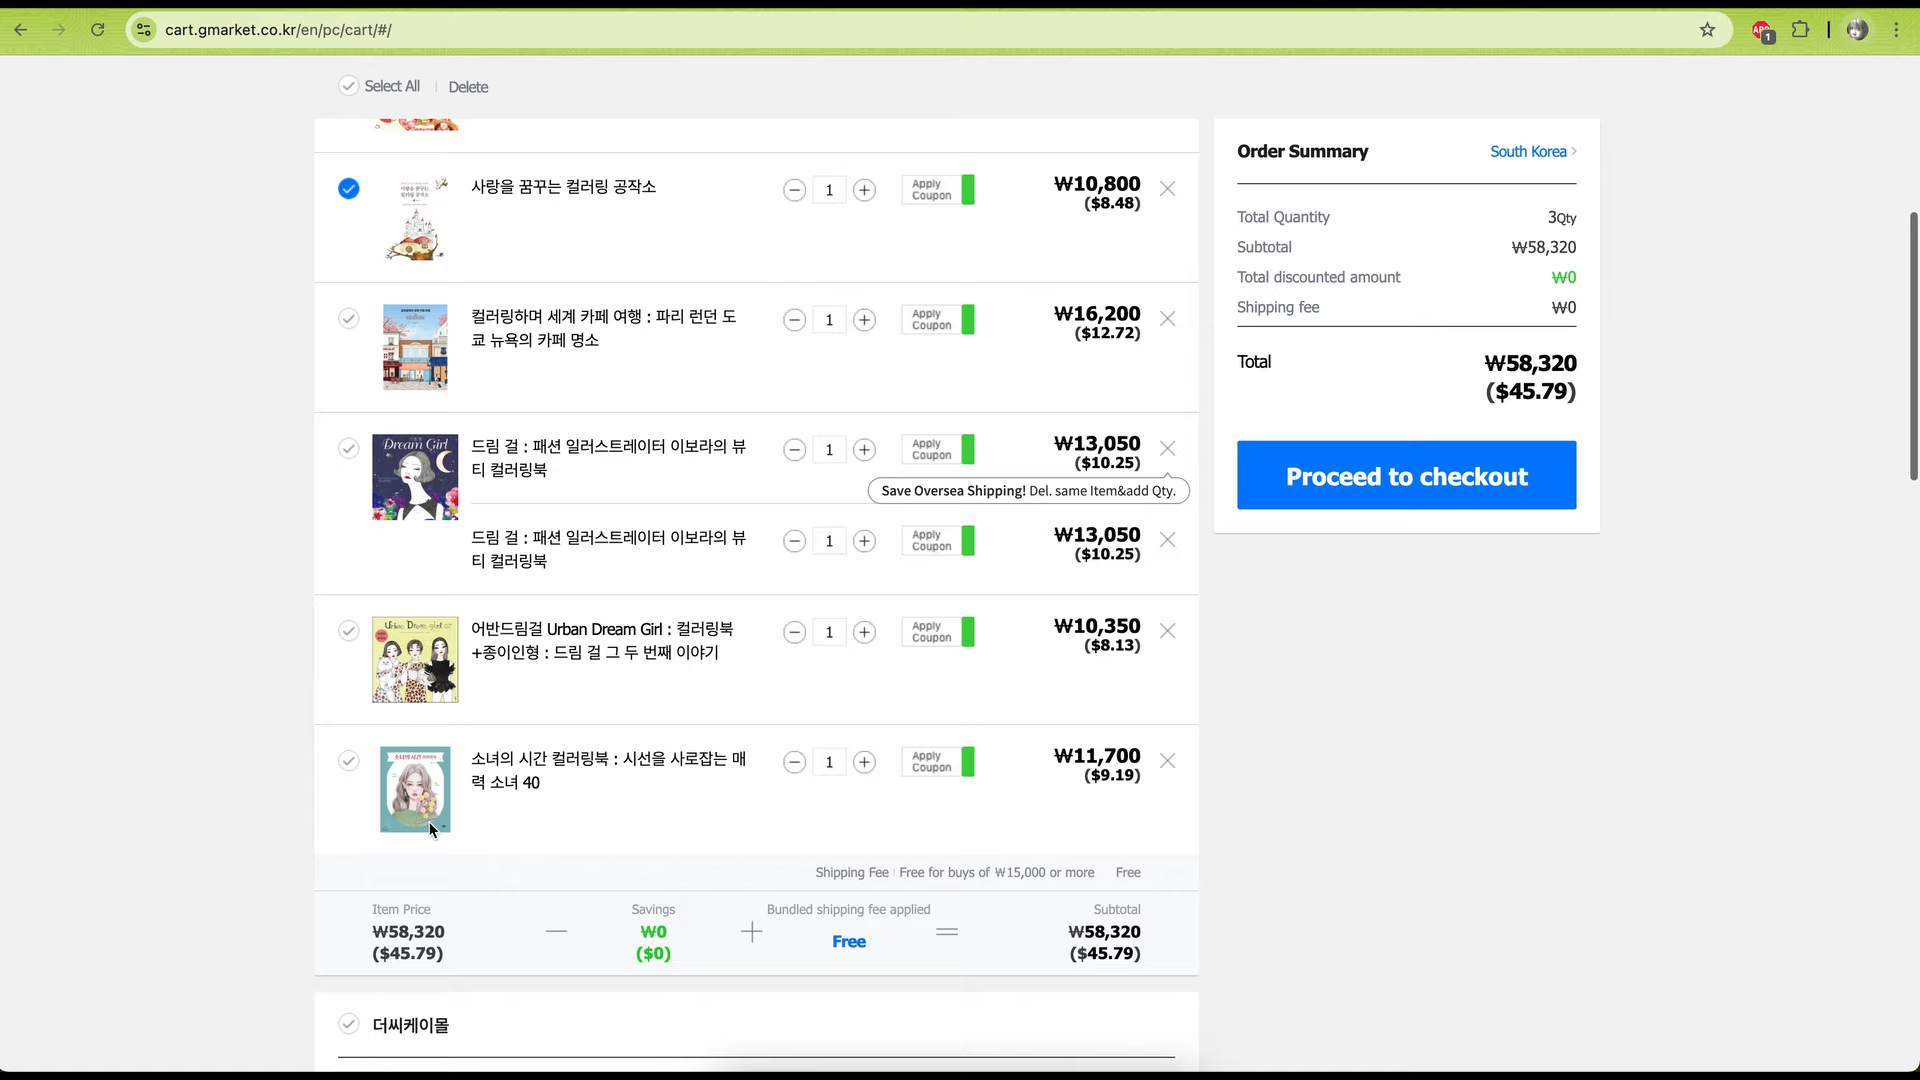 cart.gmarket.co.kr/en/pc/cart/#/
1
Select All
Delete
사랑을 꿈꾸는 컬러링 공작소
1
Apply
Coupon
₩10,800
($8.48)
컬러링하며 세계 카페 여행 : 파리 런던 도
쿄 뉴욕의 카페 명소
1
Apply
Coupon
₩16,200
($12.72)
Dream Girl
드림 걸 : 패션 일러스트레이터 이보라의 뷰
티 컬러링북
1
Apply
Coupon
₩13,050
($10.25)
Save Oversea Shipping! Del. same Item&add Qty.
드림 걸 : 패션 일러스트레이터 이보라의 뷰
티 컬러링북
1
Apply
Coupon
₩13,050
($10.25)
Urban Dream girl
어반드림걸 Urban Dream Girl : 컬러링북
+종이인형 : 드림 걸 그 두 번째 이야기
1
Apply
Coupon
₩10,350
($8.13)
소녀의 시간
소녀의 시간 컬러링북 : 시선을 사로잡는 매
력 소녀 40
1
Apply
Coupon
₩11,700
($9.19)
Shipping Fee | Free for buys of ₩15,000 or more Free
Item Price
₩58,320
($45.79)
Savings
₩0
($0)
Bundled shipping fee applied
Free
Subtotal
₩58,320
($45.79)
더씨케이몰
Order Summary
South Korea
Total Quantity
3Qty
Subtotal
₩58,320
Total discounted amount
₩0
Shipping fee
₩0
Total
₩58,320
($45.79)
Proceed to checkout